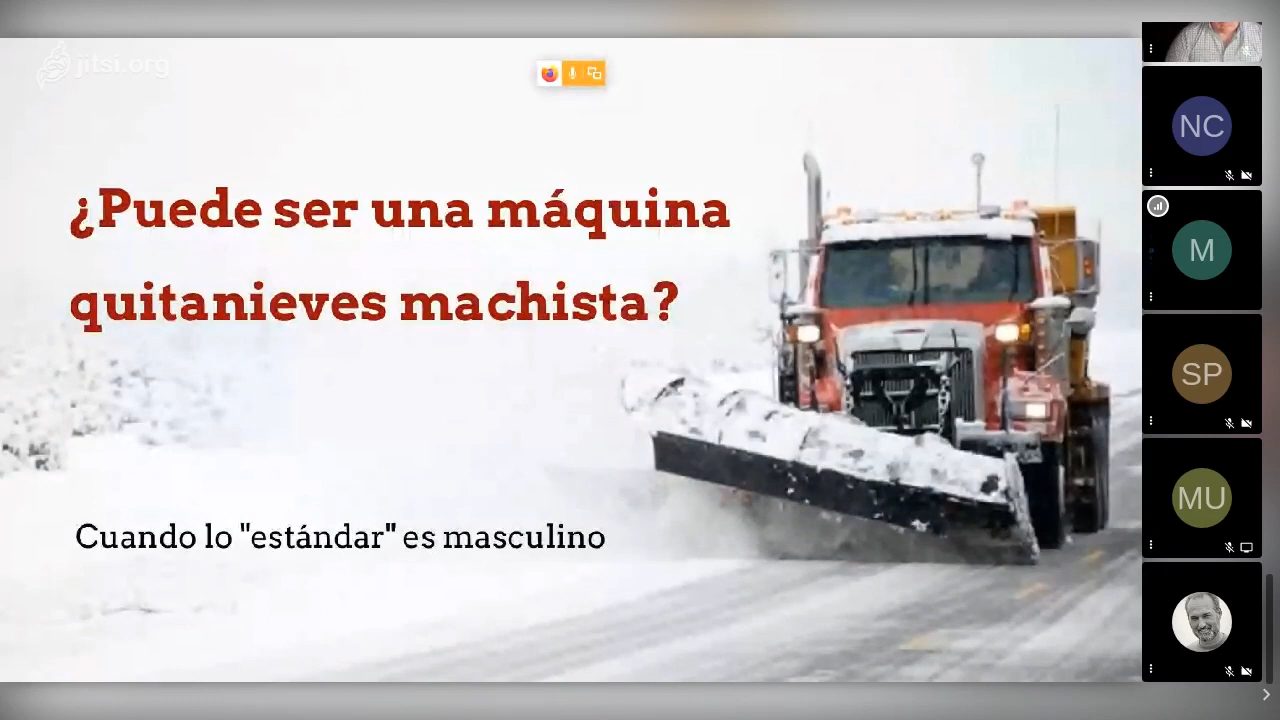 jitsi.org
¿Puede ser una máquina
quitanieves machista?
Cuando lo "estándar" es masculino
NC
M
SP
MU